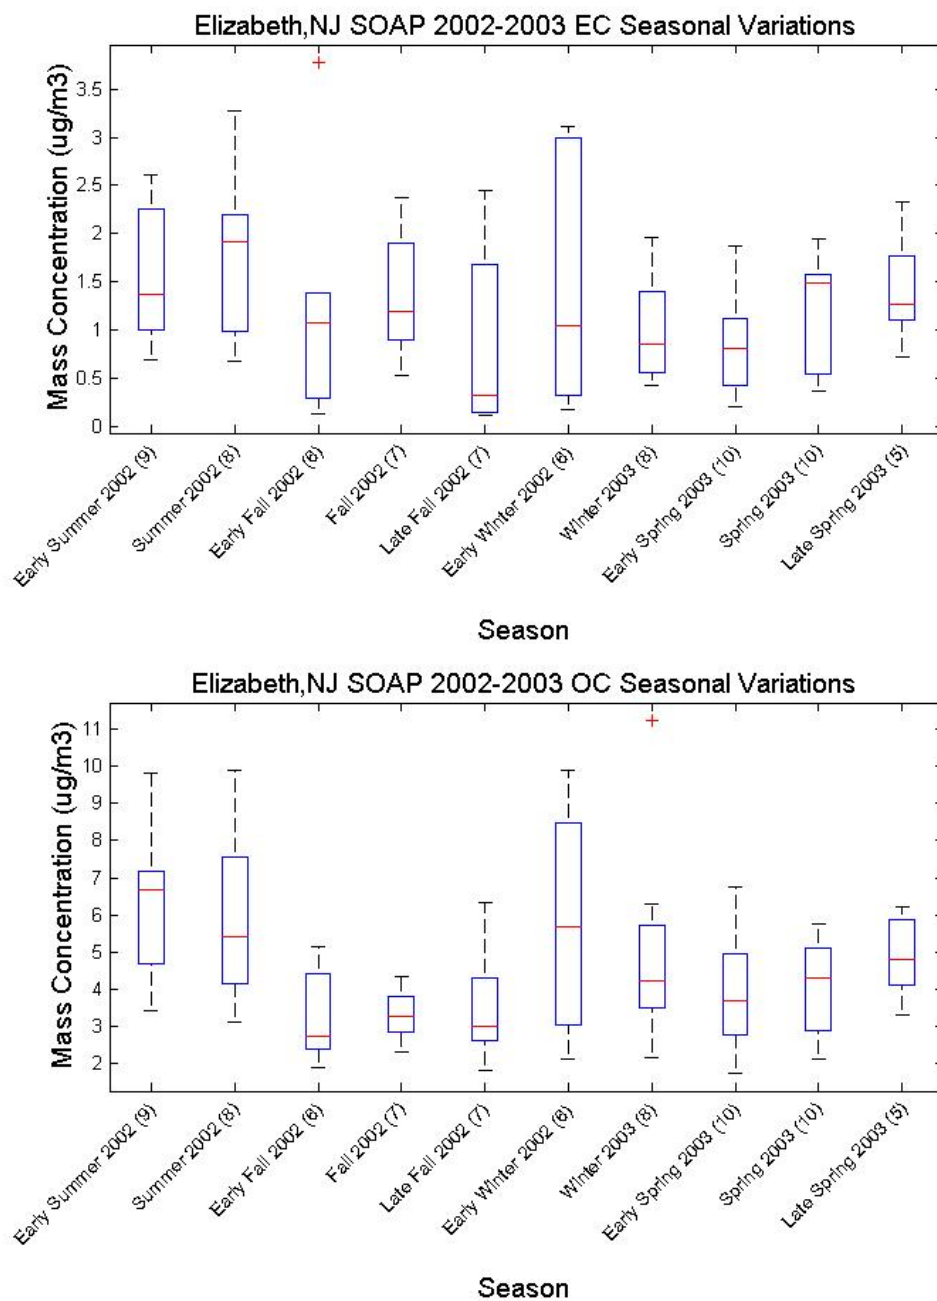 Elizabeth,NJ SOAP 2002-2003 EC Seasonal Variations
Mass Concentration (ug/m3)
3.5
3
2.5
2
1.5
1
0.5
0
Early Summer 2002 (9)
Summer 2002 (8)
Early Fall 2002 (6)
Fall 2002 (7)
Late Fall 2002 (7)
Early Winter 2002 (6)
Winter 2003 (8)
Early Spring 2003 (10)
Spring 2003 (10)
Late Spring 2003 (5)
Season
Elizabeth,NJ SOAP 2002-2003 OC Seasonal Variations
Mass Concentration (ug/m3)
11
10
9
8
7
6
5
4
3
2
Early Summer 2002 (9)
Summer 2002 (8)
Early Fall 2002 (6)
Fall 2002 (7)
Late Fall 2002 (7)
Early Winter 2002 (6)
Winter 2003 (8)
Early Spring 2003 (10)
Spring 2003 (10)
Late Spring 2003 (5)
Season